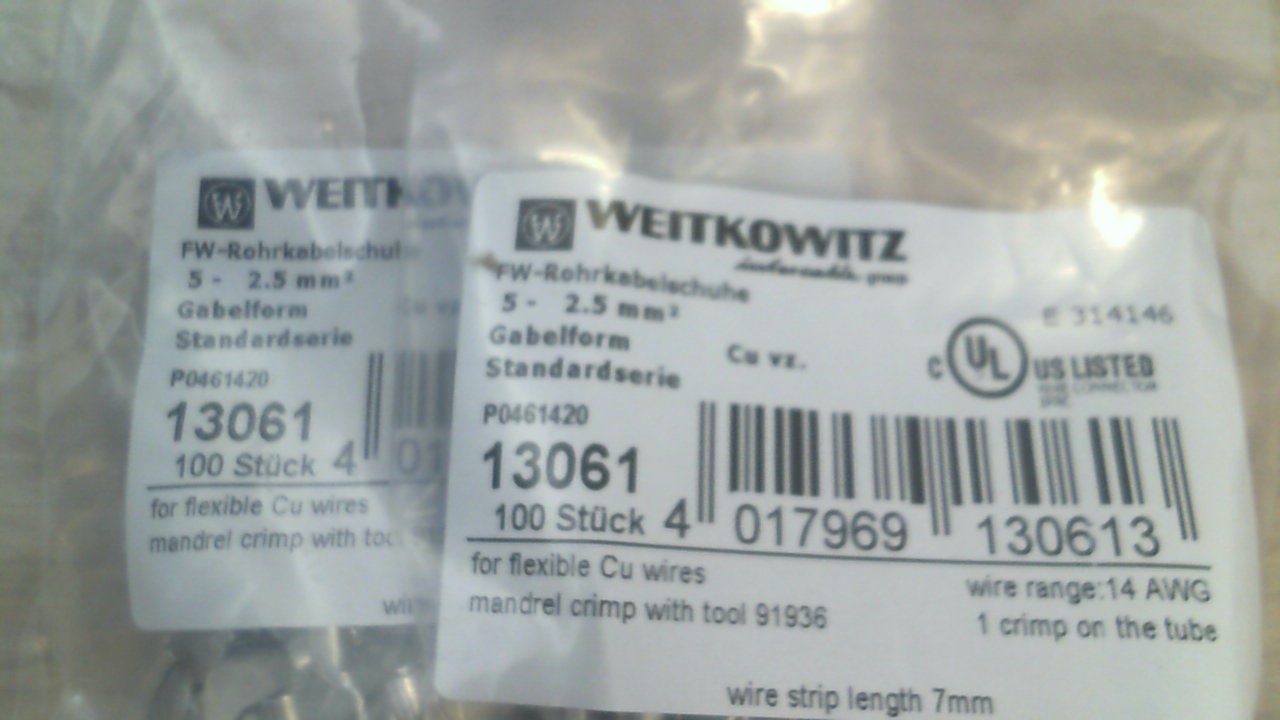 WEITKOW
FW-Rohrkabelschuhe
5 - 2.5 mm²
Gabelform
Standardserie
P0461420
13061
100 Stück 4 01
for flexible Cu wires
mandrel crimp with tool
W WEITKOWITZ
FW-Rohrkabelschuhe
5 - 2.5 mm²
Gabelform
Standardserie
Cu vz.
E 314146
C UL US LISTED
P0461420
13061
100 Stück
4 017969 130613
for flexible Cu wires
wire range:14 AWG
mandrel crimp with tool 91936
1 crimp on the tube
wire strip length 7mm